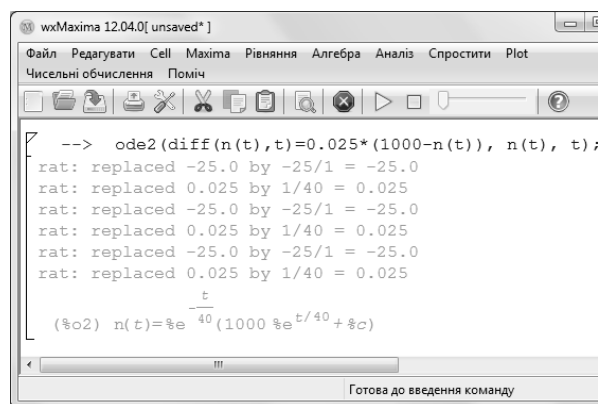 wxMaxima 12.04.0[ unsaved* ]
Файл Редагувати Cell Maxima Рівняння Алгебра Аналіз Спростити Plot
Чисельні обчислення Поміч
--> ode2(diff(n(t),t)=0.025*(1000-n(t)), n(t), t);
rat: replaced -25.0 by -25/1 = -25.0
rat: replaced 0.025 by 1/40 = 0.025
rat: replaced -25.0 by -25/1 = -25.0
rat: replaced 0.025 by 1/40 = 0.025
rat: replaced -25.0 by -25/1 = -25.0
rat: replaced 0.025 by 1/40 = 0.025
(%o2) n(t)=%e^(-t/40) (1000 %e^(t/40)+%c)
Готова до введення команду